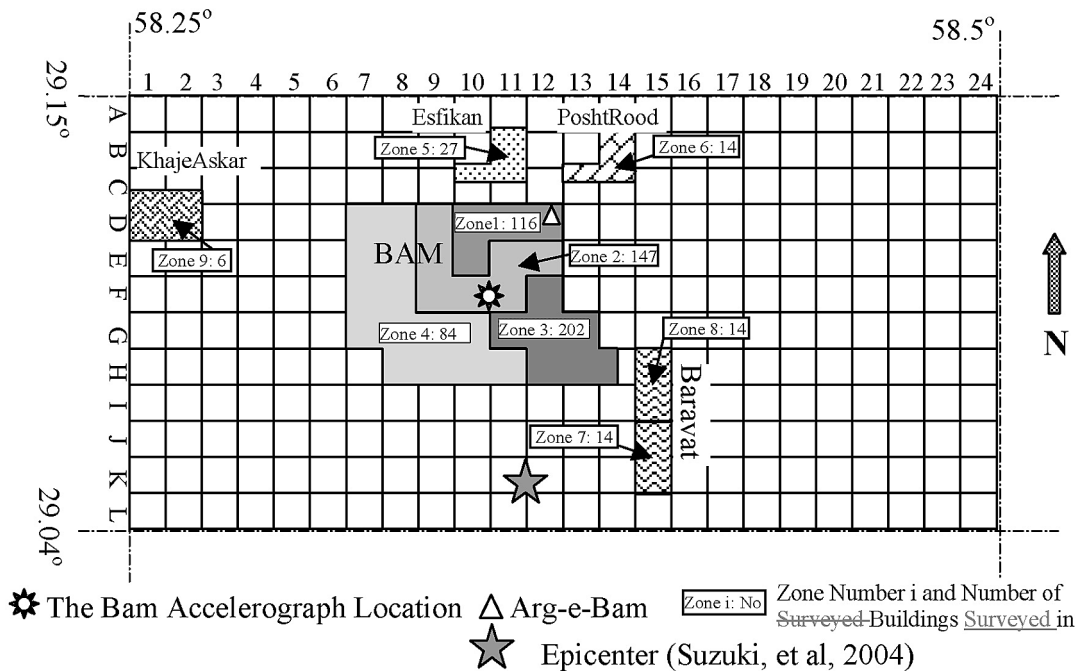 58.25º
58.5º
29.15º
1 2 3 4 5 6 7 8 9 10 11 12 13 14 15 16 17 18 19 20 21 22 23 24
A
B
C
D
E
F
G
H
I
J
K
L
Esfikan
PoshtRood
Zone 5: 27
Zone 6: 14
KhajeAskar
Zone1: 116
BAM
Zone 2: 147
Zone 9: 6
Zone 4: 84
Zone 3: 202
Zone 8: 14
N
Baravat
Zone 7: 14
29.04º
The Bam Accelerograph Location
Arg-e-Bam
Zone i: No
Zone Number i and Number of
Surveyed Buildings Surveyed in
Epicenter (Suzuki, et al, 2004)